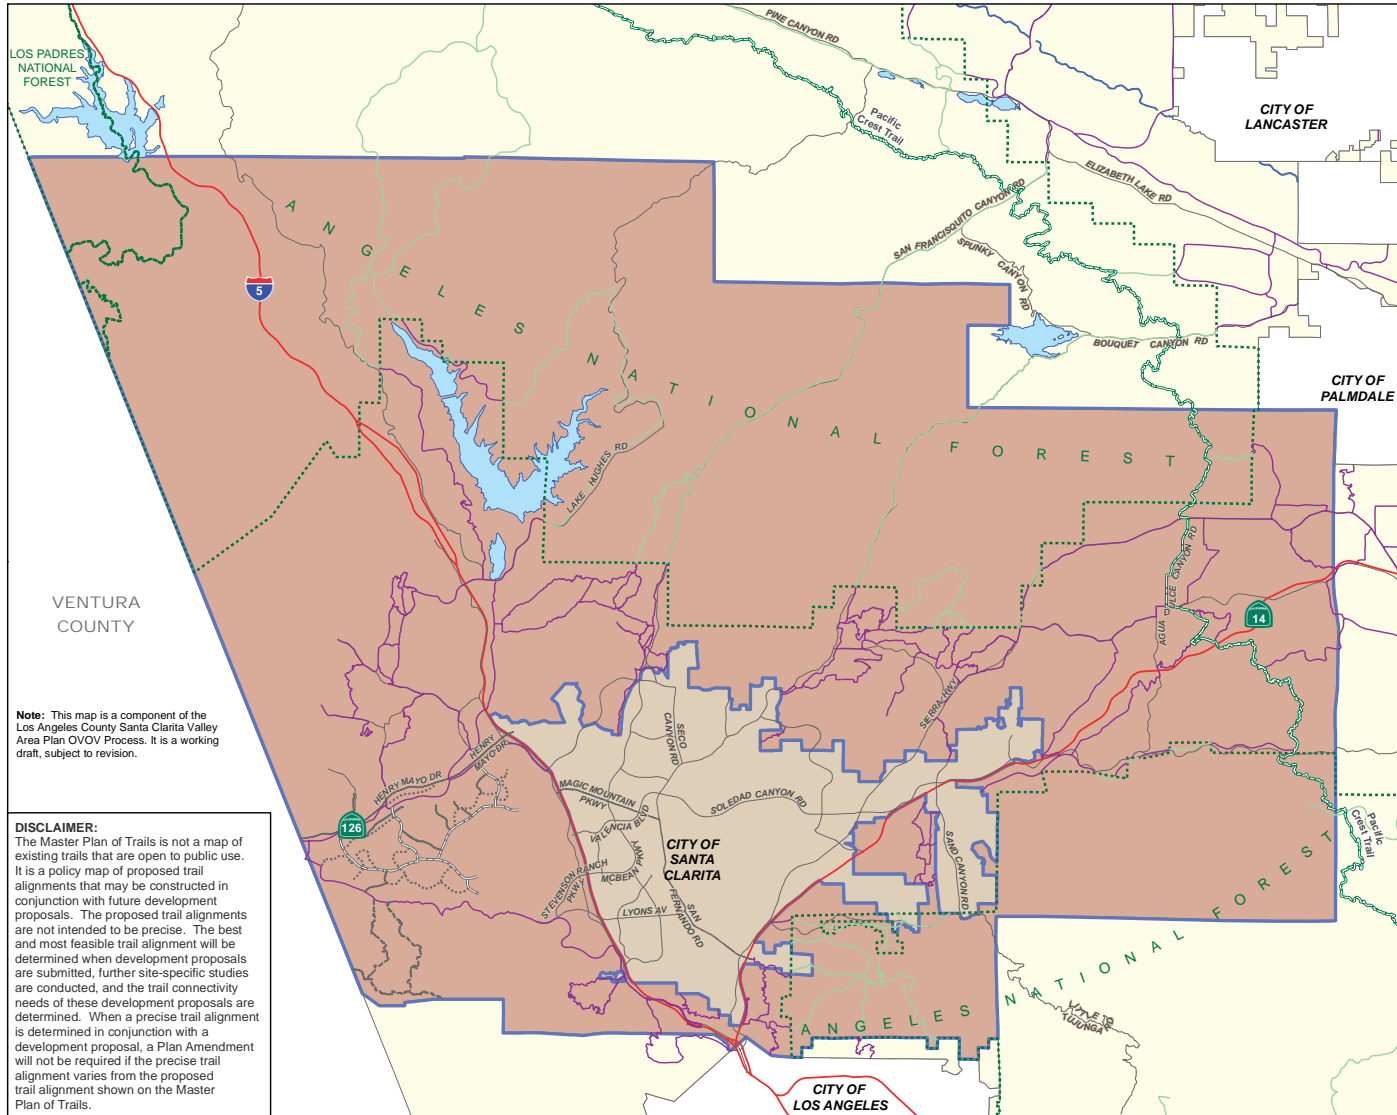 LOS PADRES
NATIONAL
FOREST
PINE CANYON RD
Pacific
Crest Trail
CITY OF
LANCASTER
ELIZABETH LAKE RD
SAN FRANCISQUITO CANYON RD
SPUNKY CANYON RD
BOUQUET CANYON RD
CITY OF
PALMDALE
ANGELES NATIONAL FOREST
5
LAKE HUGHES RD
VENTURA
COUNTY
AGUA DULCE CANYON RD
14
SIERRA HWY
Note: This map is a component of the
Los Angeles County Santa Clarita Valley
Area Plan OVOV Process. It is a working
draft, subject to revision.
HENRY MAYO DR
HENRY
MAYO DR
SECO
CANYON RD
MAGIC MOUNTAIN
PKWY
SOLEDAD CANYON RD
VALENCIA BLVD
126
CITY OF
SANTA
CLARITA
MCBEAN PKWY
STEVENSON RANCH
PKWY
LYONS AV
SAN
FERNANDO RD
SAND CANYON RD
Pacific
Crest Trail
ANGELES NATIONAL FOREST
TUJUNGA
CITY OF
LOS ANGELES
DISCLAIMER:
The Master Plan of Trails is not a map of
existing trails that are open to public use.
It is a policy map of proposed trail
alignments that may be constructed in
conjunction with future development
proposals. The proposed trail alignments
are not intended to be precise. The best
and most feasible trail alignment will be
determined when development proposals
are submitted, further site-specific studies
are conducted, and the trail connectivity
needs of these development proposals are
determined. When a precise trail alignment
is determined in conjunction with a
development proposal, a Plan Amendment
will not be required if the precise trail
alignment varies from the proposed
trail alignment shown on the Master
Plan of Trails.